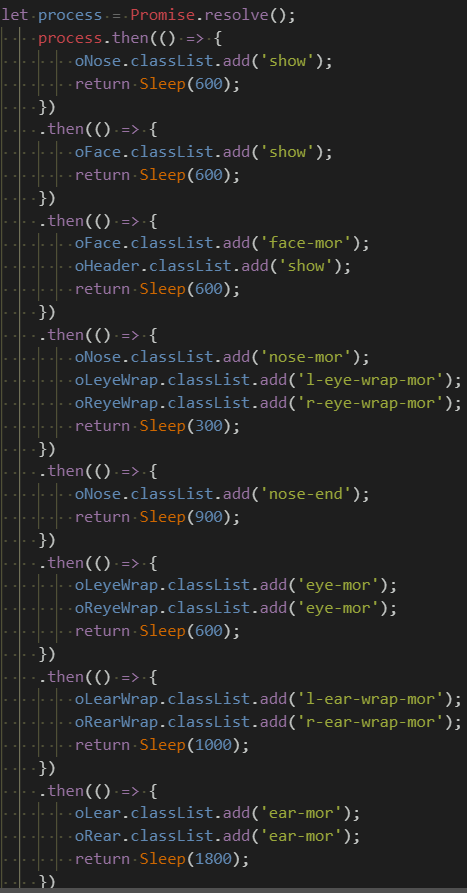 let process = Promise.resolve();
    process.then(() => {
        oNose.classList.add('show');
        return Sleep(600);
    })
    .then(() => {
        oFace.classList.add('show');
        return Sleep(600);
    })
    .then(() => {
        oFace.classList.add('face-mor');
        oHeader.classList.add('show');
        return Sleep(600);
    })
    .then(() => {
        oNose.classList.add('nose-mor');
        oLeyeWrap.classList.add('l-eye-wrap-mor');
        oReyeWrap.classList.add('r-eye-wrap-mor');
        return Sleep(300);
    })
    .then(() => {
        oNose.classList.add('nose-end');
        return Sleep(900);
    })
    .then(() => {
        oLeyeWrap.classList.add('eye-mor');
        oReyeWrap.classList.add('eye-mor');
        return Sleep(600);
    })
    .then(() => {
        oLearWrap.classList.add('l-ear-wrap-mor');
        oRearWrap.classList.add('r-ear-wrap-mor');
        return Sleep(1000);
    })
    .then(() => {
        oLear.classList.add('ear-mor');
        oRear.classList.add('ear-mor');
        return Sleep(1800);
    })